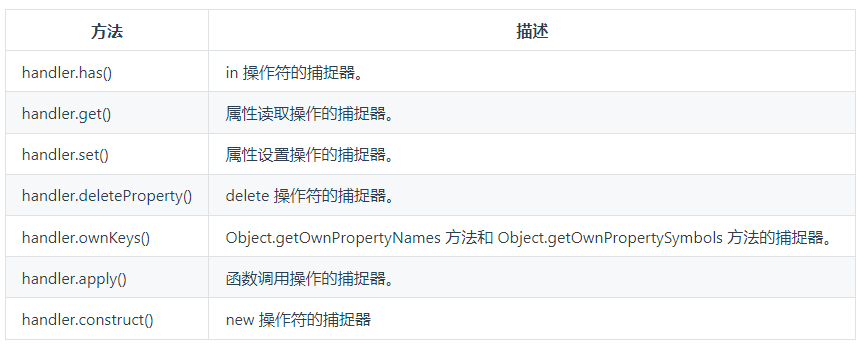 方法 描述
handler.has() in 操作符的捕捉器。
handler.get() 属性读取操作的捕捉器。
handler.set() 属性设置操作的捕捉器。
handler.deleteProperty() delete 操作符的捕捉器。
handler.ownKeys() Object.getOwnPropertyNames 方法和 Object.getOwnPropertySymbols 方法的捕捉器。
handler.apply() 函数调用操作的捕捉器。
handler.construct() new 操作符的捕捉器